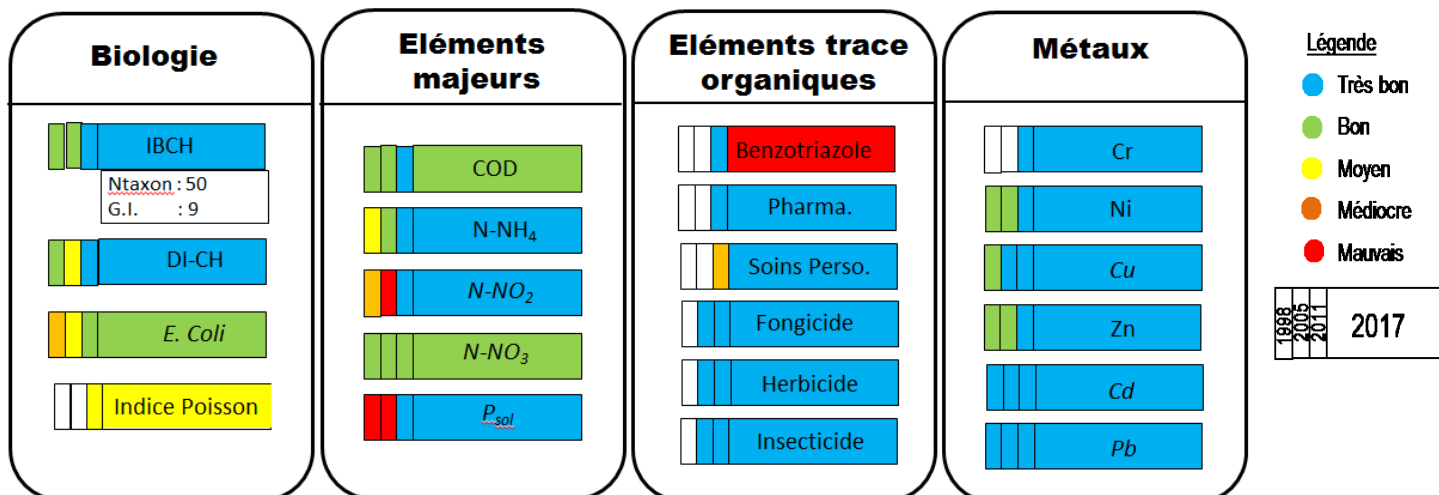 Biologie
IBCH
Ntaxon : 50
G.I. : 9
DI-CH
E. Coli
Indice Poisson
Eléments
majeurs
COD
N-NH4
N-NO2
N-NO3
Psol
Eléments trace
organiques
Benzotriazole
Pharma.
Soins Perso.
Fongicide
Herbicide
Insecticide
Métaux
Cr
Ni
Cu
Zn
Cd
Pb
Légende
Très bon
Bon
Moyen
Médiocre
Mauvais
1998
2005
2011
2017